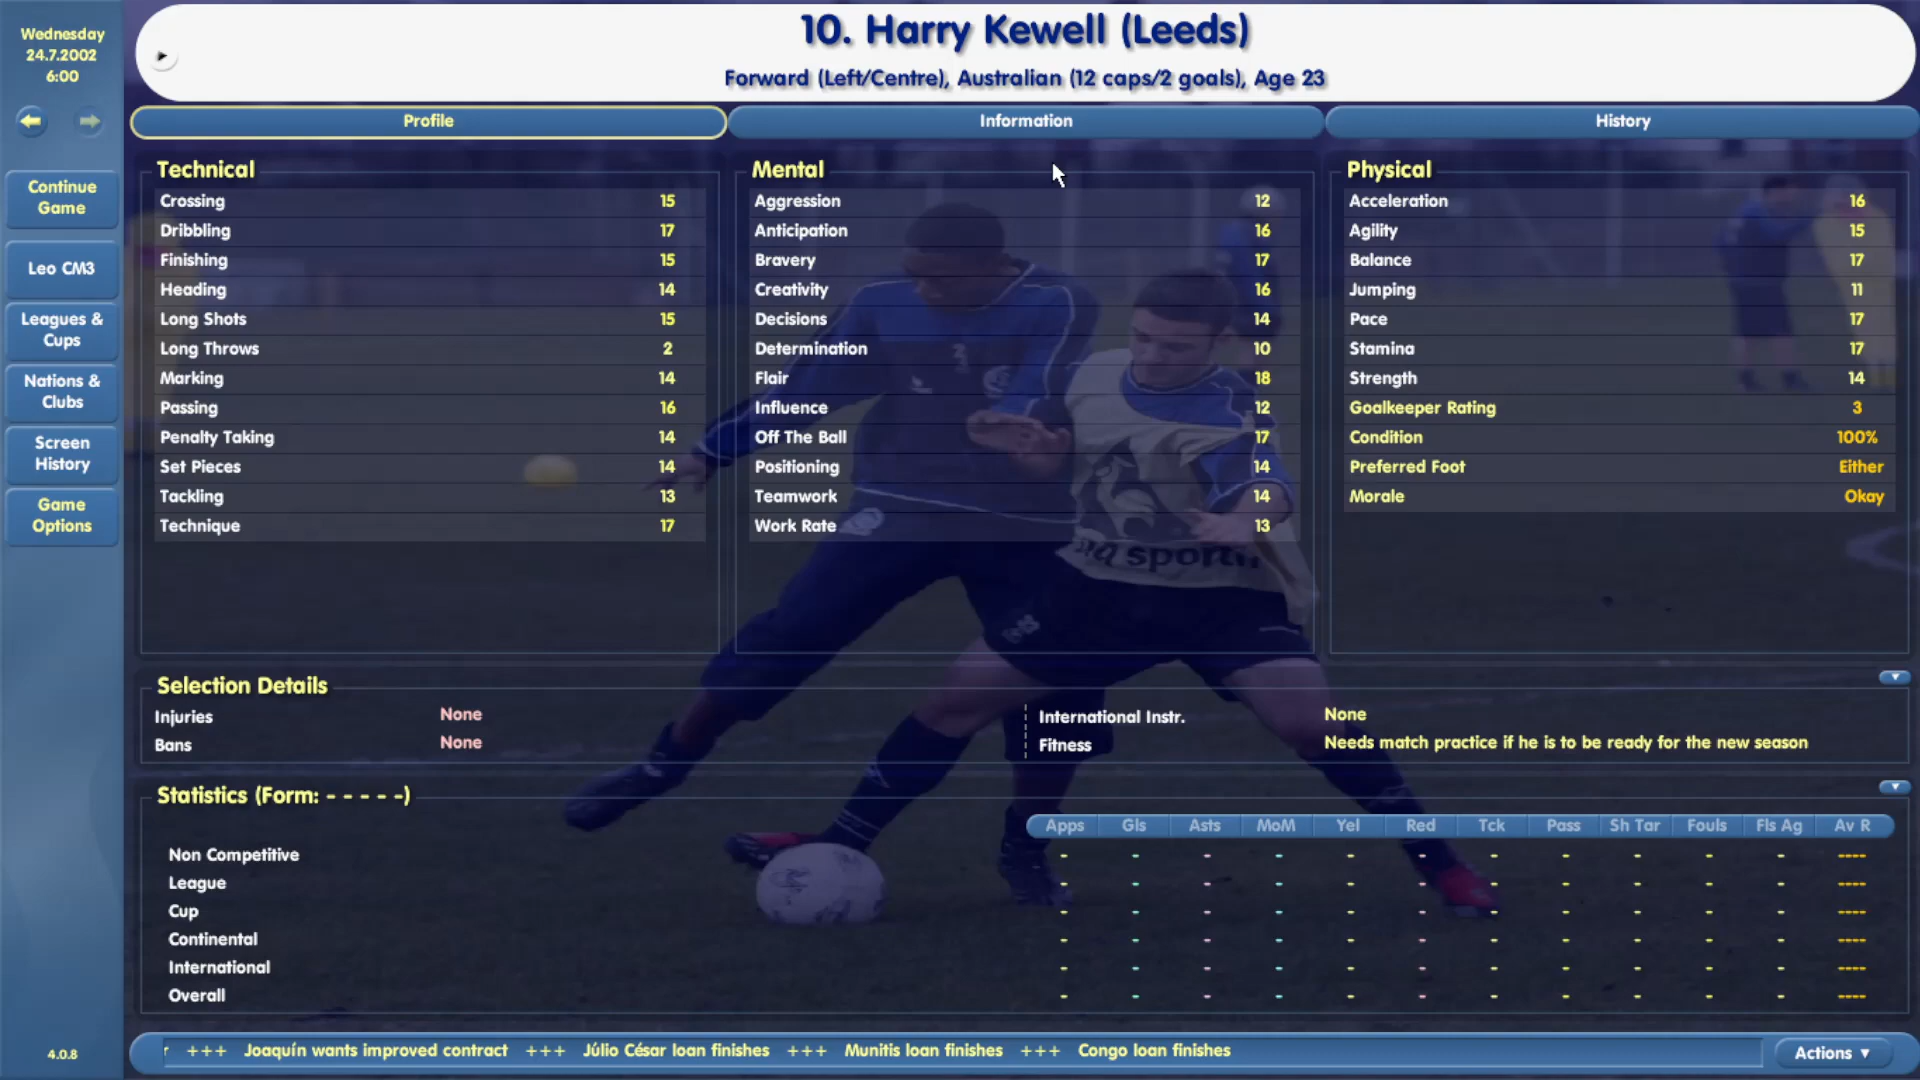 Wednesday
24.7.2002
6:00
Continue
Game
Leo CM3
Leagues &
Cups
Nations &
Clubs
Screen
History
Game
Options
4.0.8
10. Harry Kewell (Leeds)
Forward (Left/Centre), Australian (12 caps/2 goals), Age 23
Profile Information History
Technical
Crossing 15
Dribbling 17
Finishing 15
Heading 14
Long Shots 15
Long Throws 2
Marking 14
Passing 16
Penalty Taking 14
Set Pieces 14
Tackling 13
Technique 17
Mental
Aggression 12
Anticipation 16
Bravery 17
Creativity 16
Decisions 14
Determination 10
Flair 18
Influence 12
Off The Ball 17
Positioning 14
Teamwork 14
Work Rate 13
Physical
Acceleration 16
Agility 15
Balance 17
Jumping 11
Pace 17
Stamina 17
Strength 14
Goalkeeper Rating 3
Condition 100%
Preferred Foot Either
Morale Okay
Selection Details
Injuries None
Bans None
International Instr. None
Fitness Needs match practice if he is to be ready for the new season
Statistics (Form: - - - - -)
Apps Gls Asts MoM Yel Red Tck Pass Sh Tar Fouls Fls Ag Av R
Non Competitive - - - - - - - - - - - ----
League - - - - - - - - - - - ----
Cup - - - - - - - - - - - ----
Continental - - - - - - - - - - - ----
International - - - - - - - - - - - ----
Overall - - - - - - - - - - - ----
+++ Joaquín wants improved contract +++ Júlio César loan finishes +++ Munitis loan finishes +++ Congo loan finishes
Actions